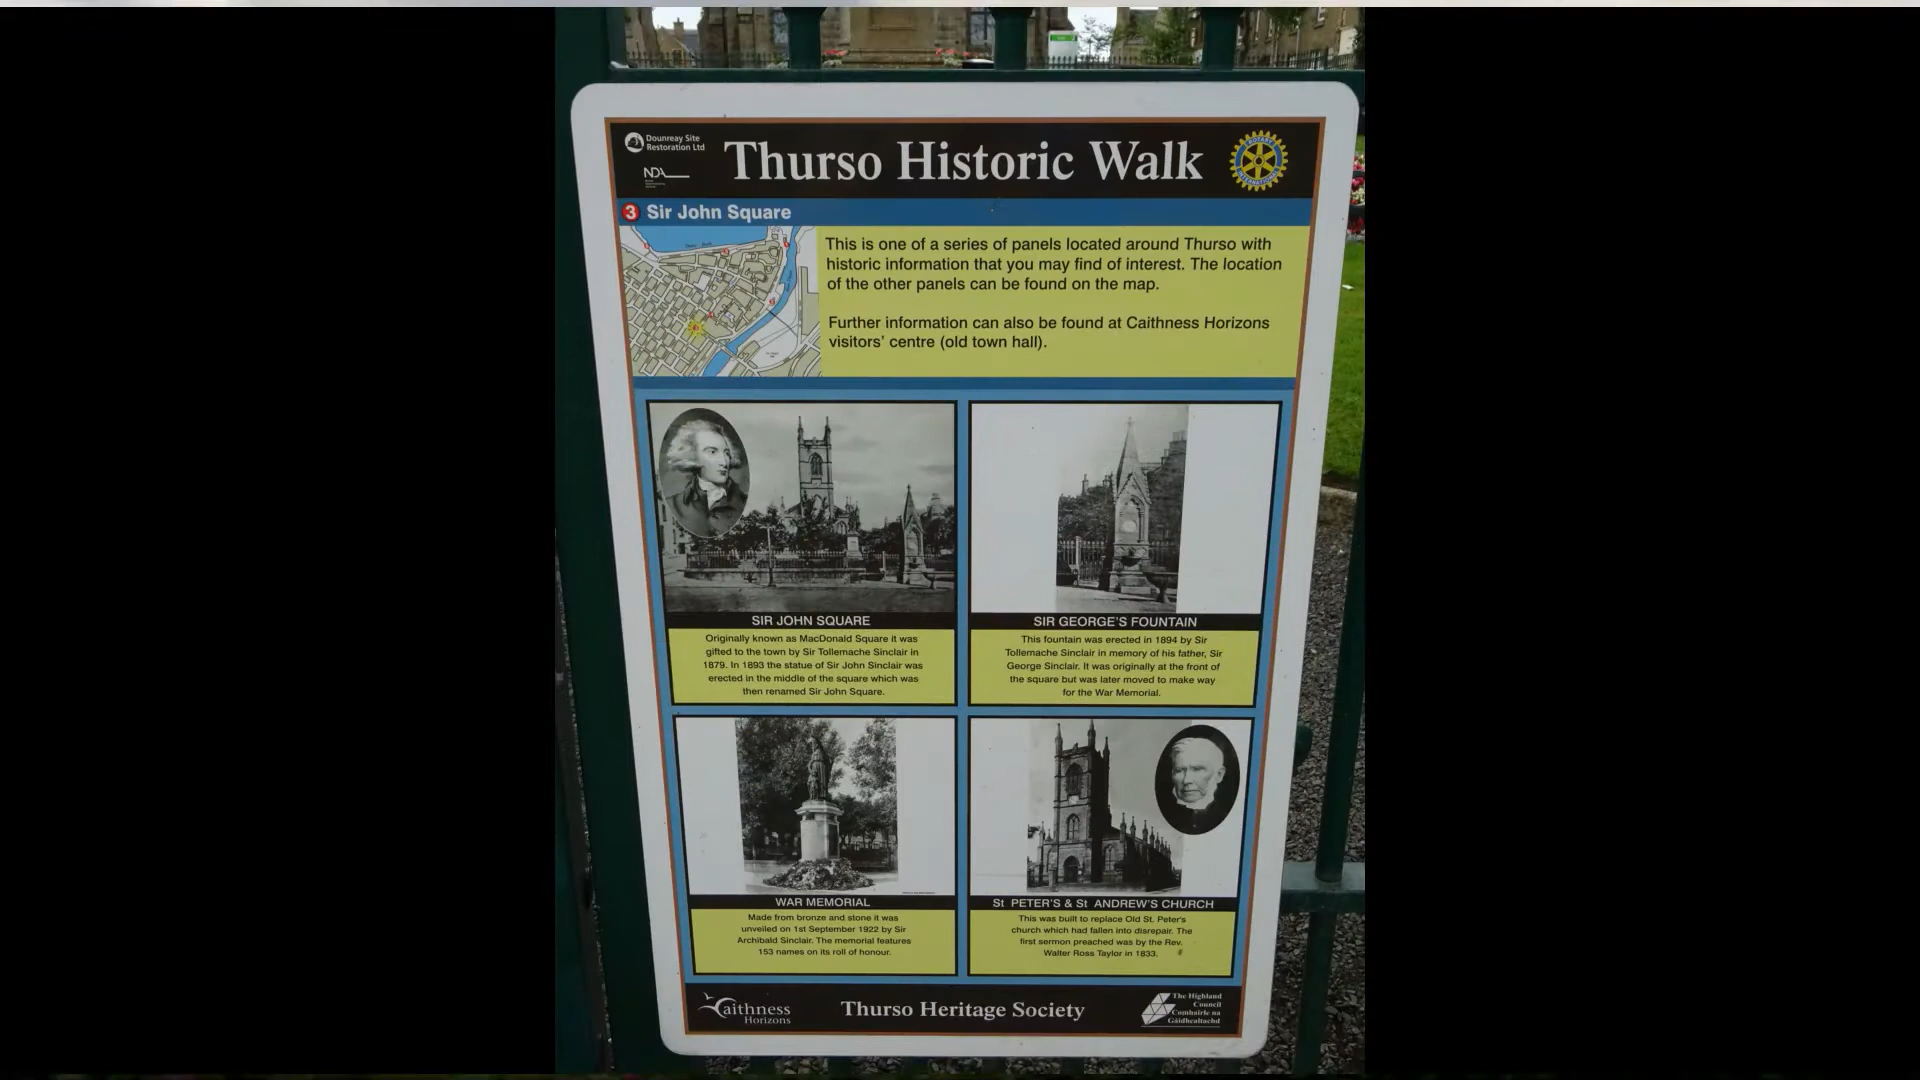 Dounreay Site
Restoration Ltd
NDA
Thurso Historic Walk
ROTARY
INTERNATIONAL
3 Sir John Square
This is one of a series of panels located around Thurso with
historic information that you may find of interest. The location
of the other panels can be found on the map.
Further information can also be found at Caithness Horizons
visitors' centre (old town hall).
SIR JOHN SQUARE
Originally known as MacDonald Square it was
gifted to the town by Sir Tollemache Sinclair in
1879. In 1893 the statue of Sir John Sinclair was
erected in the middle of the square which was
then renamed Sir John Square.
SIR GEORGE'S FOUNTAIN
This fountain was erected in 1894 by Sir
Tollemache Sinclair in memory of his father, Sir
George Sinclair. It was originally at the front of
the square but was later moved to make way
for the War Memorial.
WAR MEMORIAL
Made from bronze and stone it was
unveiled on 1st September 1922 by Sir
Archibald Sinclair. The memorial features
153 names on its roll of honour.
St PETER'S & St ANDREW'S CHURCH
This was built to replace Old St. Peter's
church which had fallen into disrepair. The
first sermon preached was by the Rev.
Walter Ross Taylor in 1833.
Caithness
Horizons
Thurso Heritage Society
The Highland
Council
Comhairle na
Gàidhealtachd